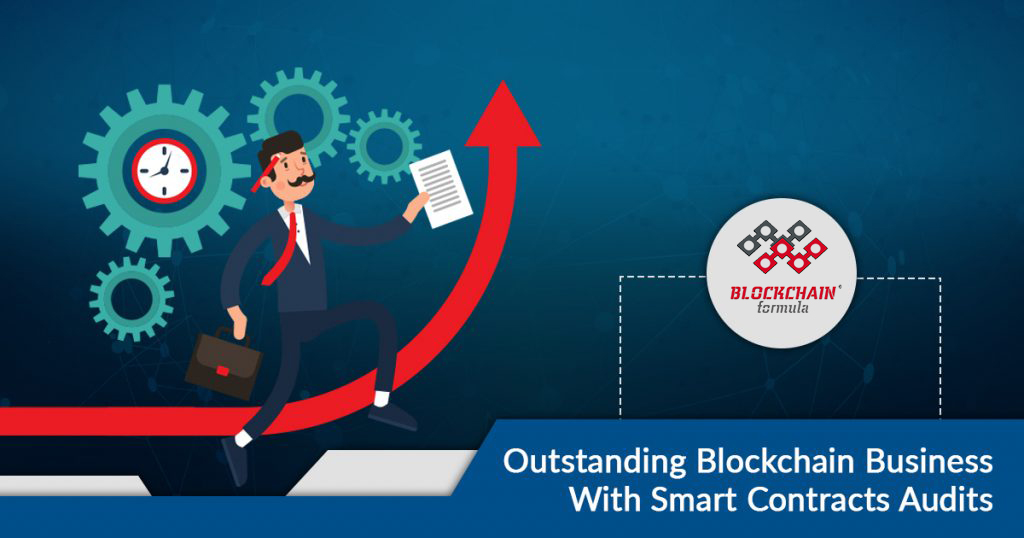 BLOCKCHAIN
formula
Outstanding Blockchain Business
With Smart Contracts Audits